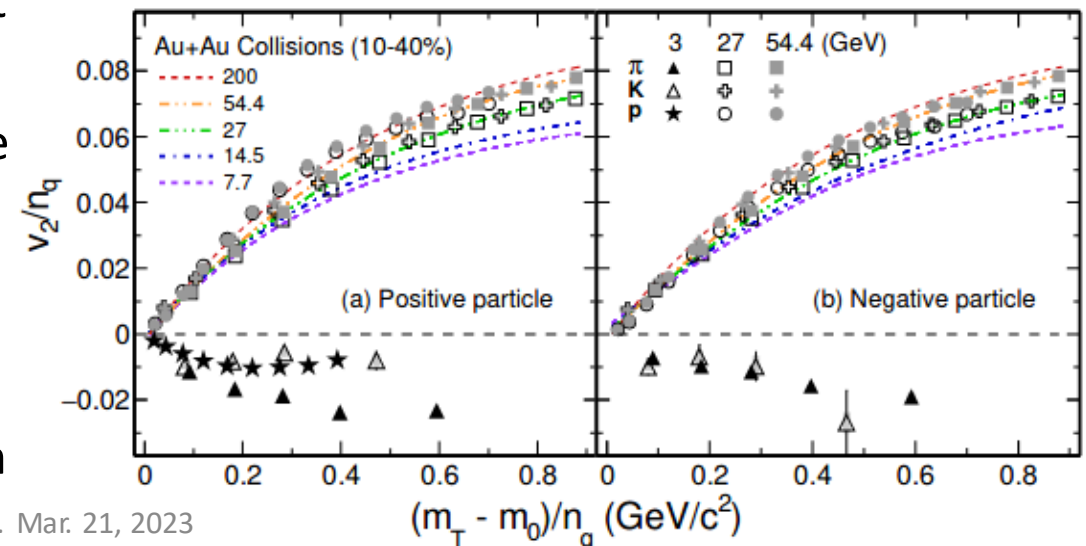 Au+Au Collisions (10-40%)
200
54.4
27
14.5
7.7
3 27 54.4 (GeV)
π
K
p
v₂/n_q
0.08
0.06
0.04
0.02
0
−0.02
(a) Positive particle
(b) Negative particle
0 0.2 0.4 0.6 0.8
0 0.2 0.4 0.6 0.8
(m_T - m₀)/n_q (GeV/c²)
Mar. 21, 2023